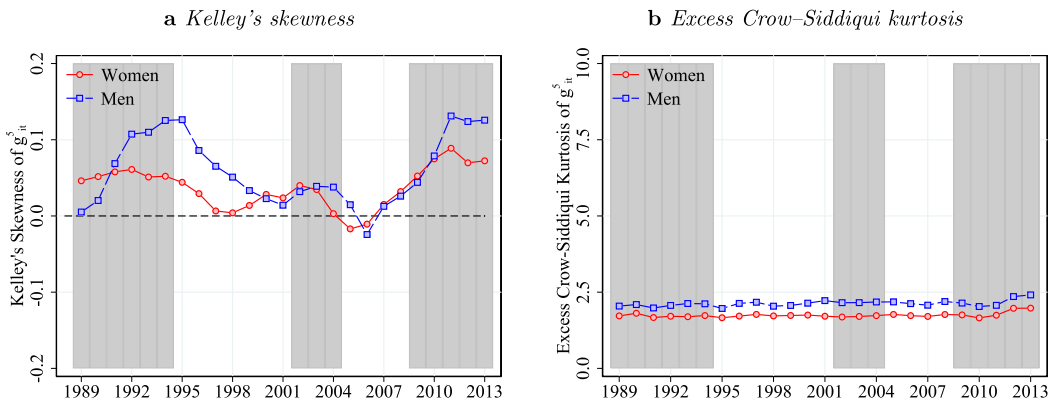 a Kelley's skewness
Kelley's Skewness of g⁵ᵢₜ
0.2
0.1
0.0
-0.1
-0.2
Women
Men
1989 1992 1995 1998 2001 2004 2007 2010 2013
b Excess Crow–Siddiqui kurtosis
Excess Crow-Siddiqui Kurtosis of g⁵ᵢₜ
10.0
7.5
5.0
2.5
0.0
Women
Men
1989 1992 1995 1998 2001 2004 2007 2010 2013